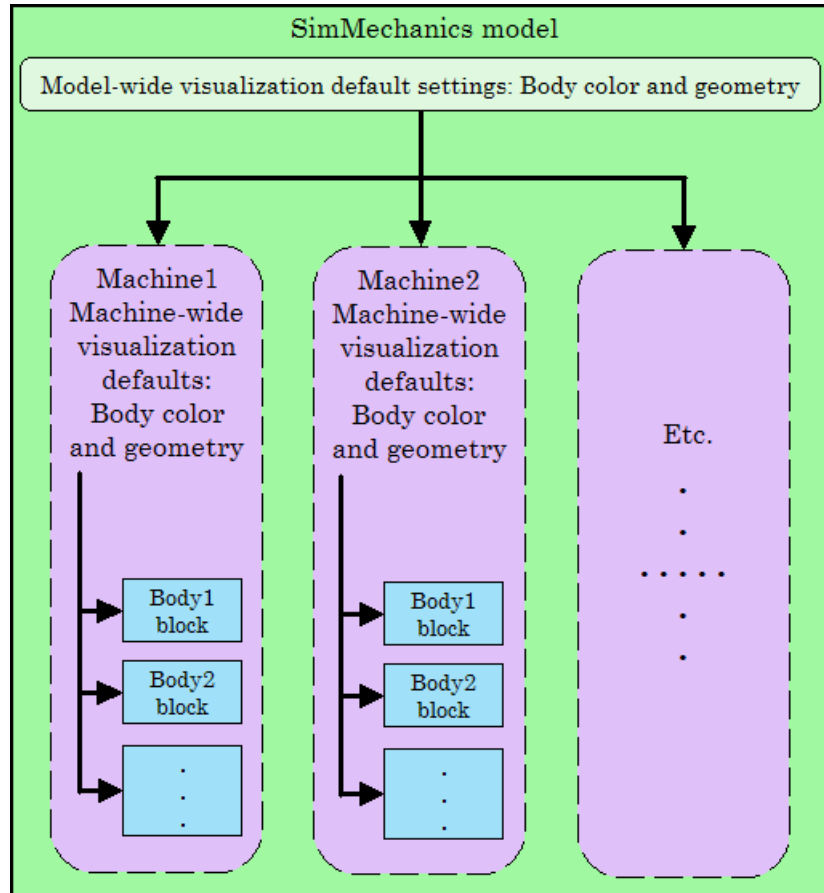 SimMechanics model
Model-wide visualization default settings: Body color and geometry
Machine1
Machine-wide
visualization
defaults:
Body color
and geometry
Body1
block
Body2
block
.
.
.
Machine2
Machine-wide
visualization
defaults:
Body color
and geometry
Body1
block
Body2
block
.
.
.
Etc.
.
.
. . . . .
.
.